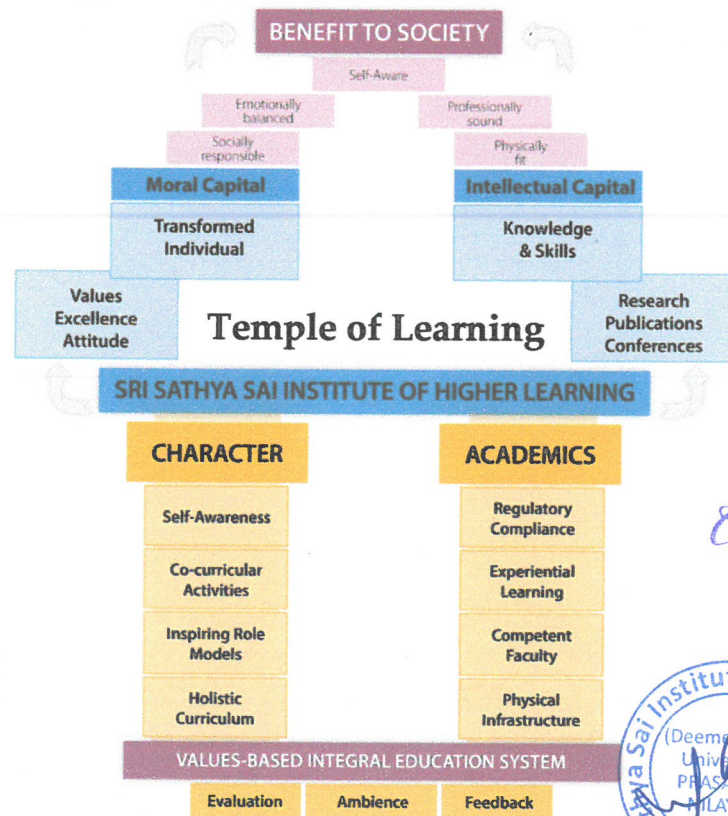 BENEFIT TO SOCIETY
Self-Aware
Emotionally
balanced
Professionally
sound
Socially
responsible
Physically
fit
Moral Capital
Intellectual Capital
Transformed
Individual
Knowledge
& Skills
Values
Excellence
Attitude
Temple of Learning
Research
Publications
Conferences
SRI SATHYA SAI INSTITUTE OF HIGHER LEARNING
CHARACTER
ACADEMICS
Self-Awareness
Regulatory
Compliance
Co-curricular
Activities
Experiential
Learning
Inspiring Role
Models
Competent
Faculty
Holistic
Curriculum
Physical
Infrastructure
VALUES-BASED INTEGRAL EDUCATION SYSTEM
Evaluation
Ambience
Feedback
Sai
(Deeme
Unive